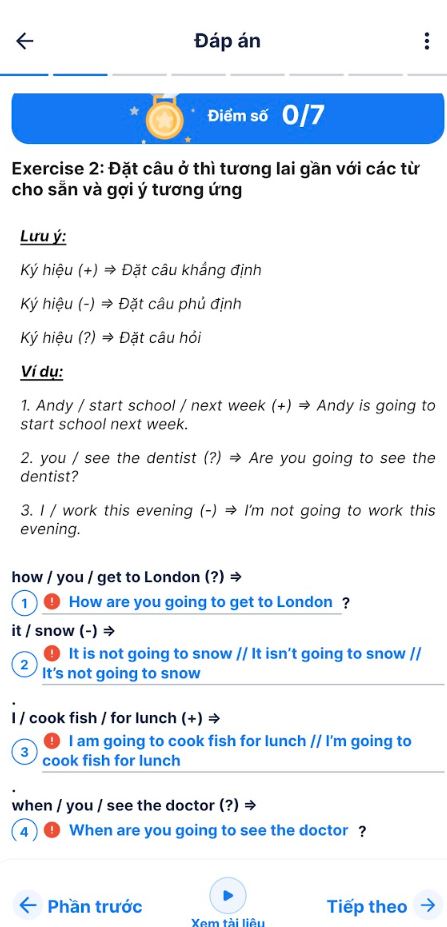 Đáp án
Điểm số 0/7
Exercise 2: Đặt câu ở thì tương lai gần với các từ
cho sẵn và gợi ý tương ứng
Lưu ý:
Ký hiệu (+) ⇒ Đặt câu khẳng định
Ký hiệu (-) ⇒ Đặt câu phủ định
Ký hiệu (?) ⇒ Đặt câu hỏi
Ví dụ:
1. Andy / start school / next week (+) ⇒ Andy is going to
start school next week.
2. you / see the dentist (?) ⇒ Are you going to see the
dentist?
3. I / work this evening (-) ⇒ I'm not going to work this
evening.
how / you / get to London (?) ⇒
1 How are you going to get to London ?
it / snow (-) ⇒
2 It is not going to snow // It isn't going to snow //
It's not going to snow
.
I / cook fish / for lunch (+) ⇒
3 I am going to cook fish for lunch // I'm going to
cook fish for lunch
.
when / you / see the doctor (?) ⇒
4 When are you going to see the doctor ?
← Phần trước
Xem tài liệu
Tiếp theo →